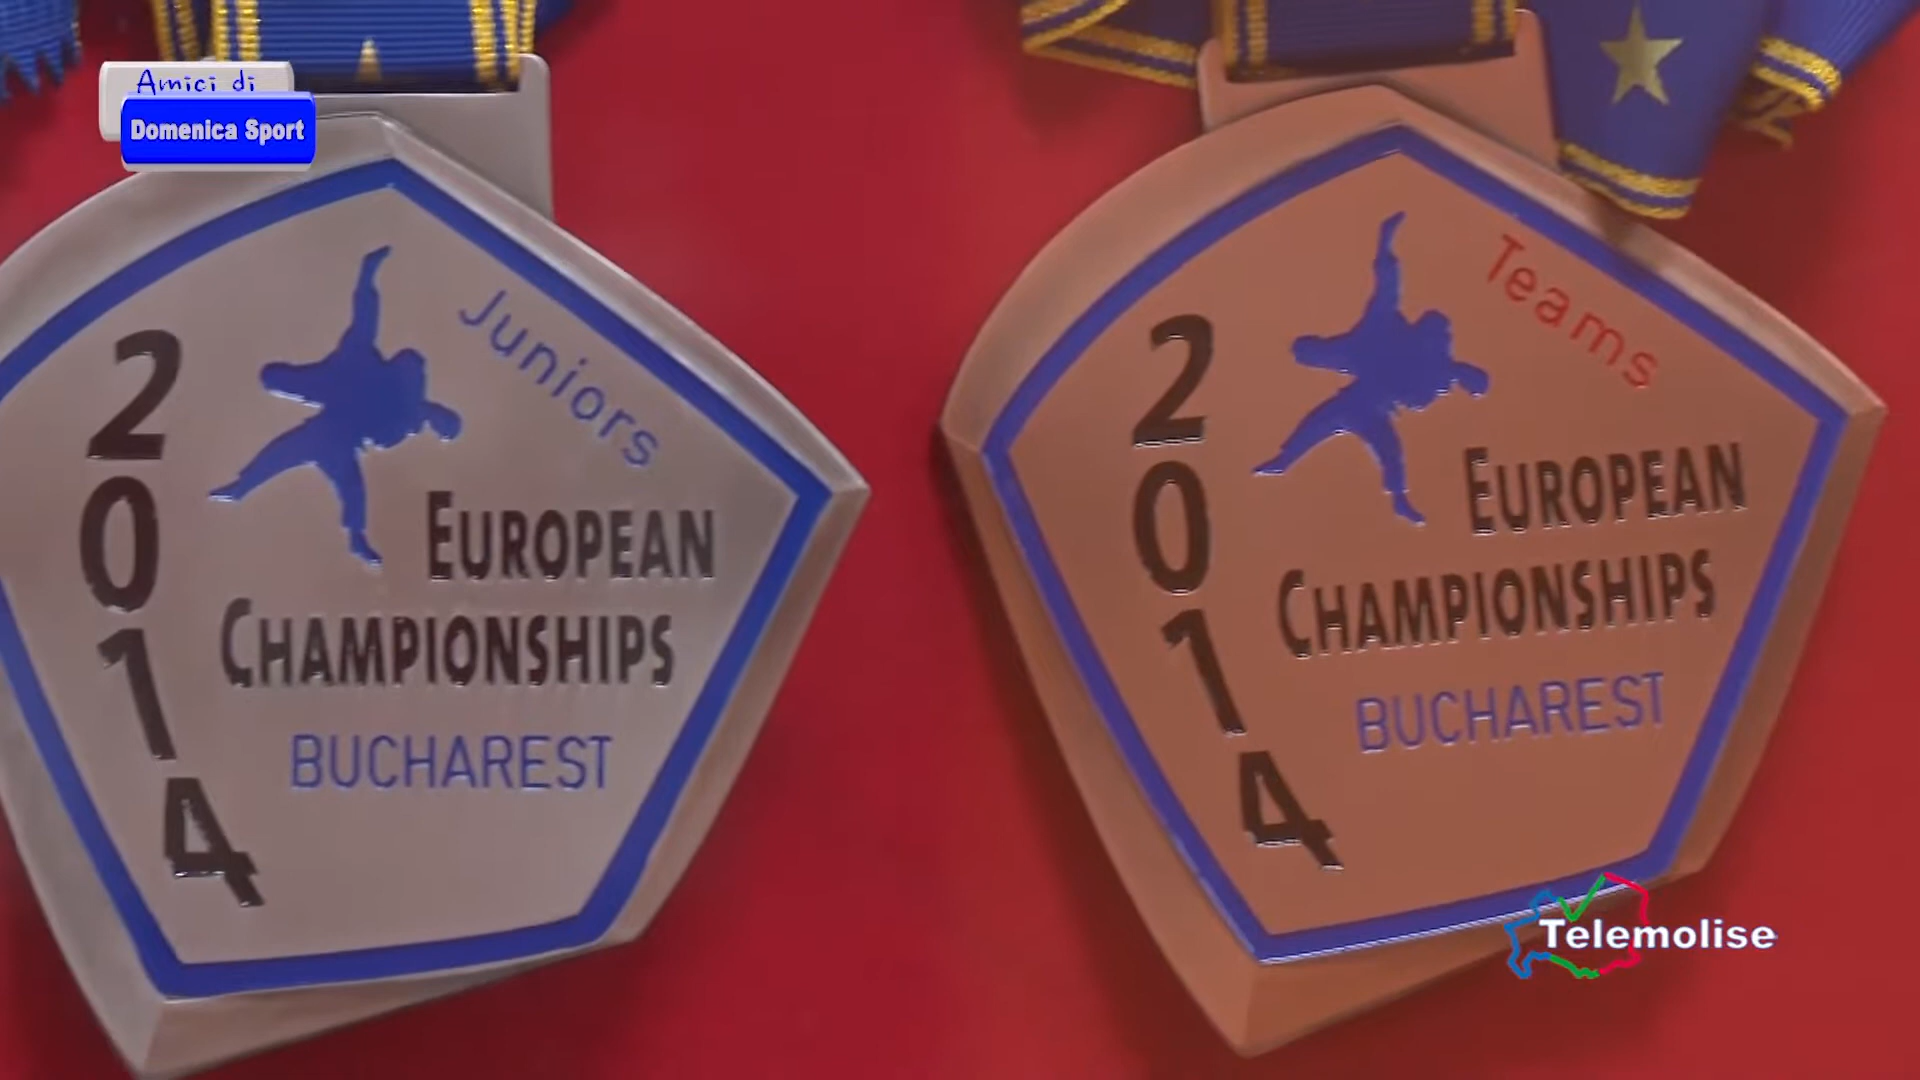 Amici di
Domenica Sport
2014
Juniors
European
Championships
BUCHAREST
2014
Teams
European
Championships
BUCHAREST
Telemolise